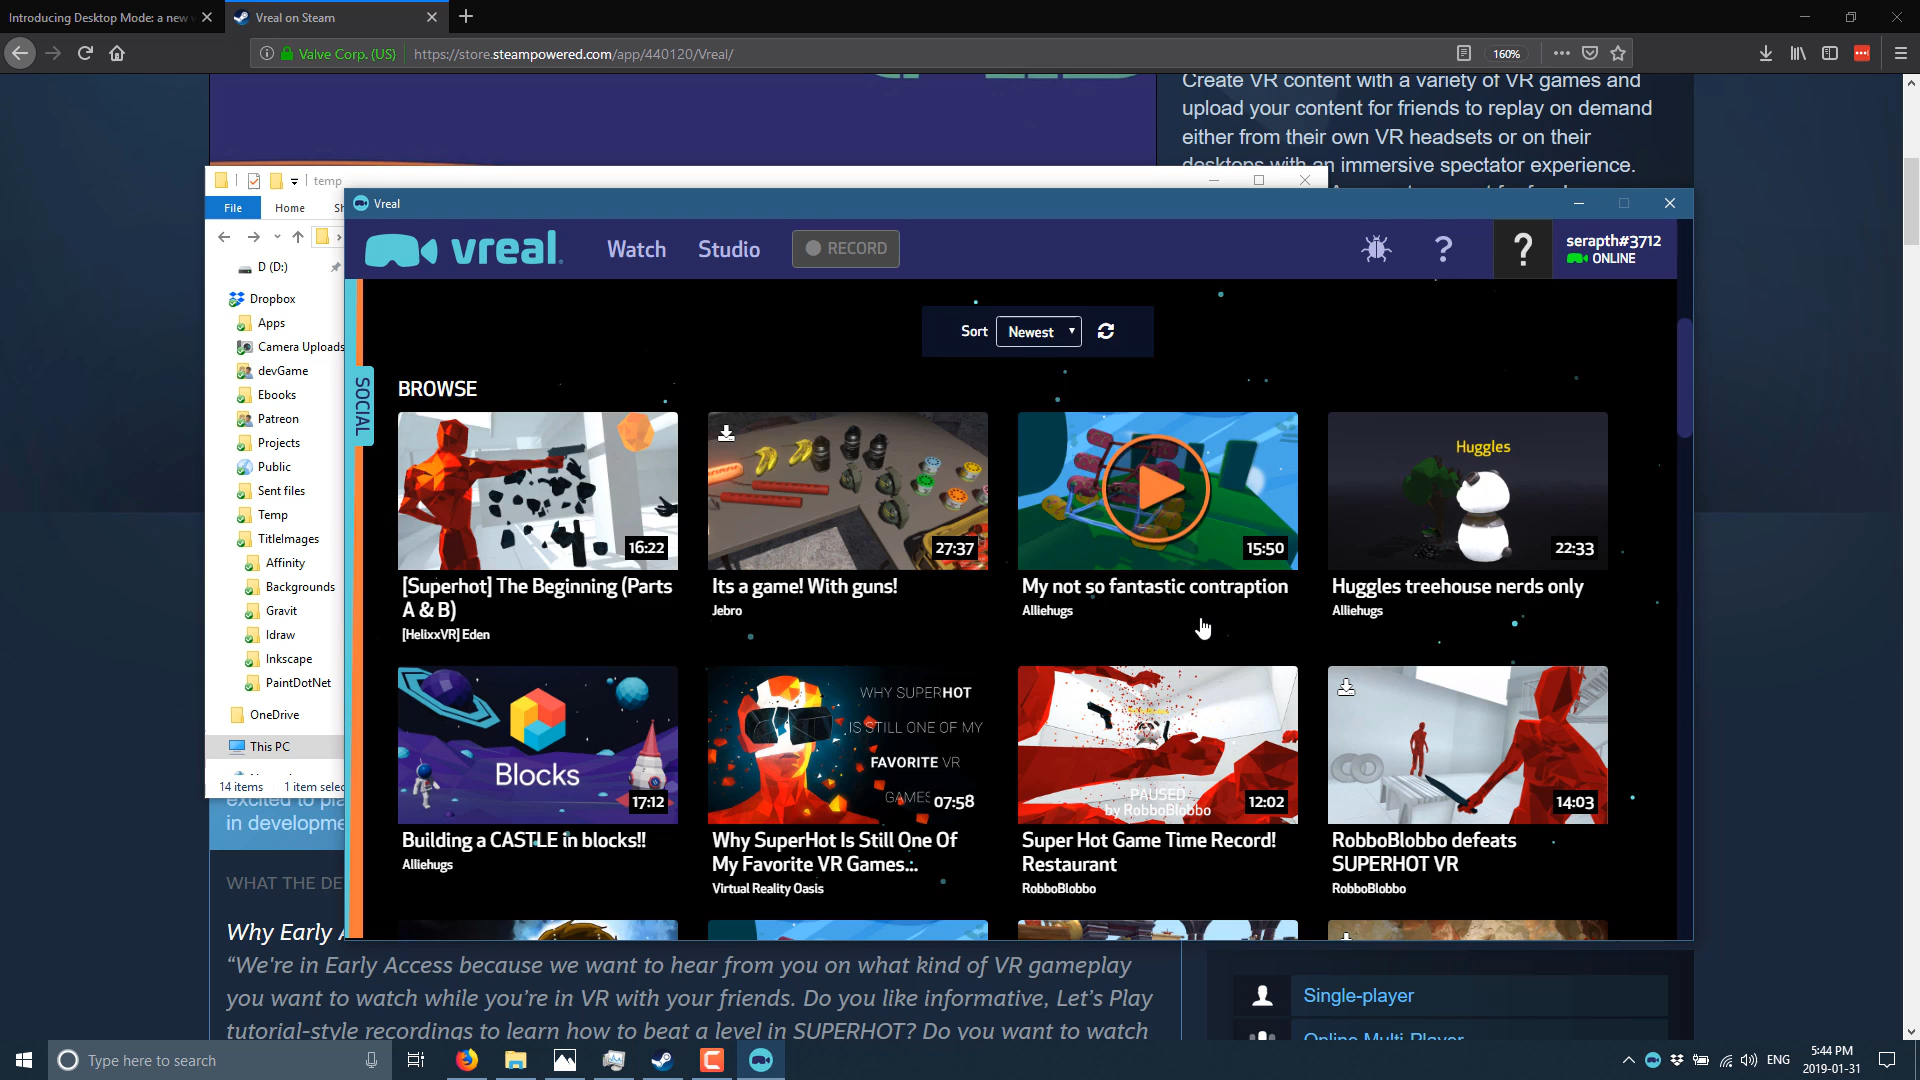 Introducing Desktop Mode: a new
Vreal on Steam
Valve Corp. (US)
https://store.steampowered.com/app/440120/Vreal/
160%
Create VR content with a variety of VR games and
upload your content for friends to replay on demand
either from their own VR headsets or on their
desktops with an immersive spectator experience.
temp
File
Home
Vreal
vreal.
Watch
Studio
RECORD
?
?
serapth#3712
ONLINE
D (D:)
Dropbox
Apps
Camera Uploads
devGame
Ebooks
Patreon
Projects
Public
Sent files
Temp
TitleImages
Affinity
Backgrounds
Gravit
Idraw
Inkscape
PaintDotNet
OneDrive
This PC
14 items
1 item selec
Sort
Newest
SOCIAL
BROWSE
16:22
27:37
15:50
Huggles
22:33
[Superhot] The Beginning (Parts
A & B)
[HelixxVR] Eden
Its a game! With guns!
Jebro
My not so fantastic contraption
Alliehugs
Huggles treehouse nerds only
Alliehugs
Blocks
17:12
WHY SUPERHOT
IS STILL ONE OF MY
FAVORITE VR
GAMES
07:58
PAUSED
by RobboBlobbo
12:02
14:03
Building a CASTLE in blocks!!
Alliehugs
Why SuperHot Is Still One Of
My Favorite VR Games...
Virtual Reality Oasis
Super Hot Game Time Record!
Restaurant
RobboBlobbo
RobboBlobbo defeats
SUPERHOT VR
RobboBlobbo
excited to pla
in developme
WHAT THE DE
Why Early A
“We're in Early Access because we want to hear from you on what kind of VR gameplay
you want to watch while you’re in VR with your friends. Do you like informative, Let’s Play
tutorial-style recordings to learn how to beat a level in SUPERHOT? Do you want to watch
Single-player
Online Multi-Player
Type here to search
ENG
5:44 PM
2019-01-31